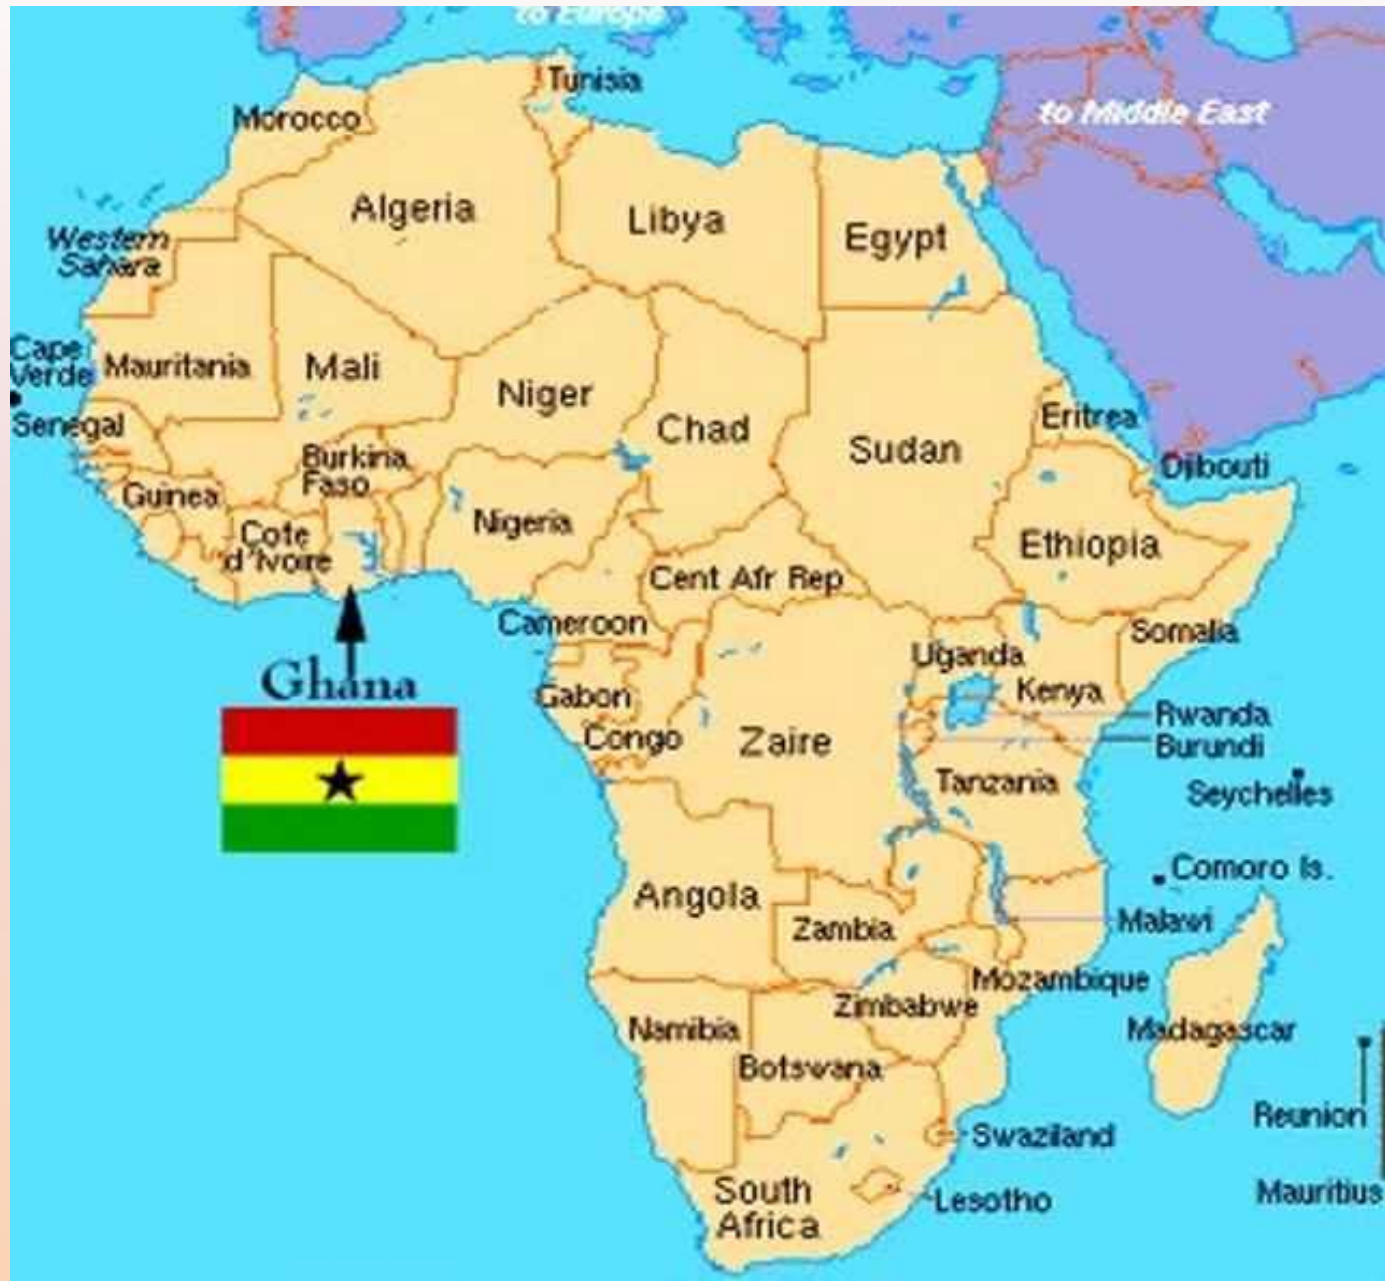 to Europe
Tunisia
Morocco
to Middle East
Algeria
Libya
Egypt
Western
Sahara
Cape
Verde
Mauritania
Mali
Niger
Chad
Sudan
Eritrea
Senegal
Djibouti
Burkina
Faso
Guinea
Nigeria
Cote
d'Ivoire
Ethiopia
Cent Afr Rep
Cameroon
Somalia
Uganda
Ghana
Gabon
Kenya
Rwanda
Congo
Zaire
Burundi
Tanzania
Seychelles
Comoro Is.
Angola
Zambia
Malawi
Mozambique
Zimbabwe
Namibia
Madagascar
Botswana
Reunion
Swaziland
South
Africa
Lesotho
Mauritius